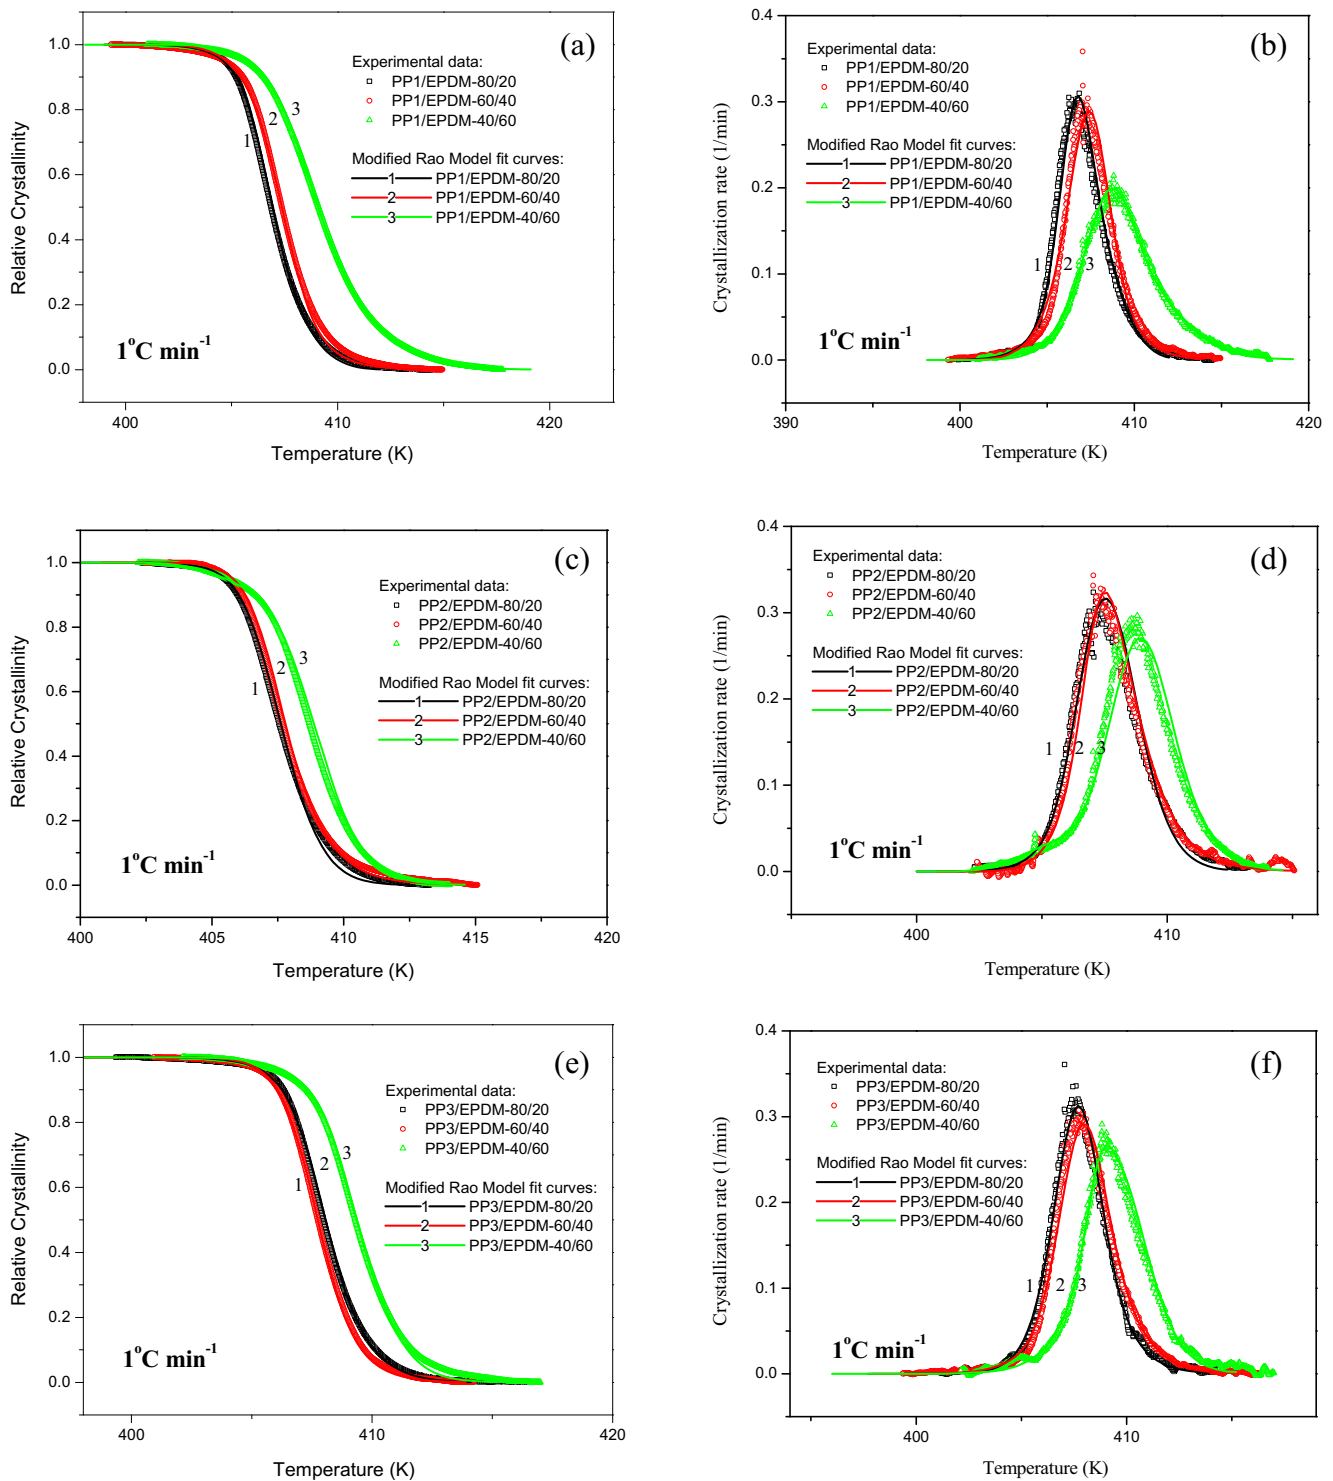 (a)
Experimental data:
PP1/EPDM-80/20
PP1/EPDM-60/40
PP1/EPDM-40/60
Modified Rao Model fit curves:
1 PP1/EPDM-80/20
2 PP1/EPDM-60/40
3 PP1/EPDM-40/60
1 2 3
1°C min⁻¹
1.0
0.8
0.6
0.4
0.2
0.0
400 410 420
Relative Crystallinity
Temperature (K)
(b)
Experimental data:
PP1/EPDM-80/20
PP1/EPDM-60/40
PP1/EPDM-40/60
Modified Rao Model fit curves:
1 PP1/EPDM-80/20
2 PP1/EPDM-60/40
3 PP1/EPDM-40/60
1 2 3
1°C min⁻¹
0.4
0.3
0.2
0.1
0.0
390 400 410 420
Crystallization rate (1/min)
Temperature (K)
(c)
Experimental data:
PP2/EPDM-80/20
PP2/EPDM-60/40
PP2/EPDM-40/60
Modified Rao Model fit curves:
1 PP2/EPDM-80/20
2 PP2/EPDM-60/40
3 PP2/EPDM-40/60
1 2 3
1°C min⁻¹
1.0
0.8
0.6
0.4
0.2
0.0
400 405 410 415 420
Relative Crystallinity
Temperature (K)
(d)
Experimental data:
PP2/EPDM-80/20
PP2/EPDM-60/40
PP2/EPDM-40/60
Modified Rao Model fit curves:
1 PP2/EPDM-80/20
2 PP2/EPDM-60/40
3 PP2/EPDM-40/60
1 2 3
1°C min⁻¹
0.4
0.3
0.2
0.1
0.0
400 410
Crystallization rate (1/min)
Temperature (K)
(e)
Experimental data:
PP3/EPDM-80/20
PP3/EPDM-60/40
PP3/EPDM-40/60
Modified Rao Model fit curves:
1 PP3/EPDM-80/20
2 PP3/EPDM-60/40
3 PP3/EPDM-40/60
1 2 3
1°C min⁻¹
1.0
0.8
0.6
0.4
0.2
0.0
400 410 420
Relative Crystallinity
Temperature (K)
(f)
Experimental data:
PP3/EPDM-80/20
PP3/EPDM-60/40
PP3/EPDM-40/60
Modified Rao Model fit curves:
1 PP3/EPDM-80/20
2 PP3/EPDM-60/40
3 PP3/EPDM-40/60
1 2 3
1°C min⁻¹
0.4
0.3
0.2
0.1
0.0
400 410
Crystallization rate (1/min)
Temperature (K)